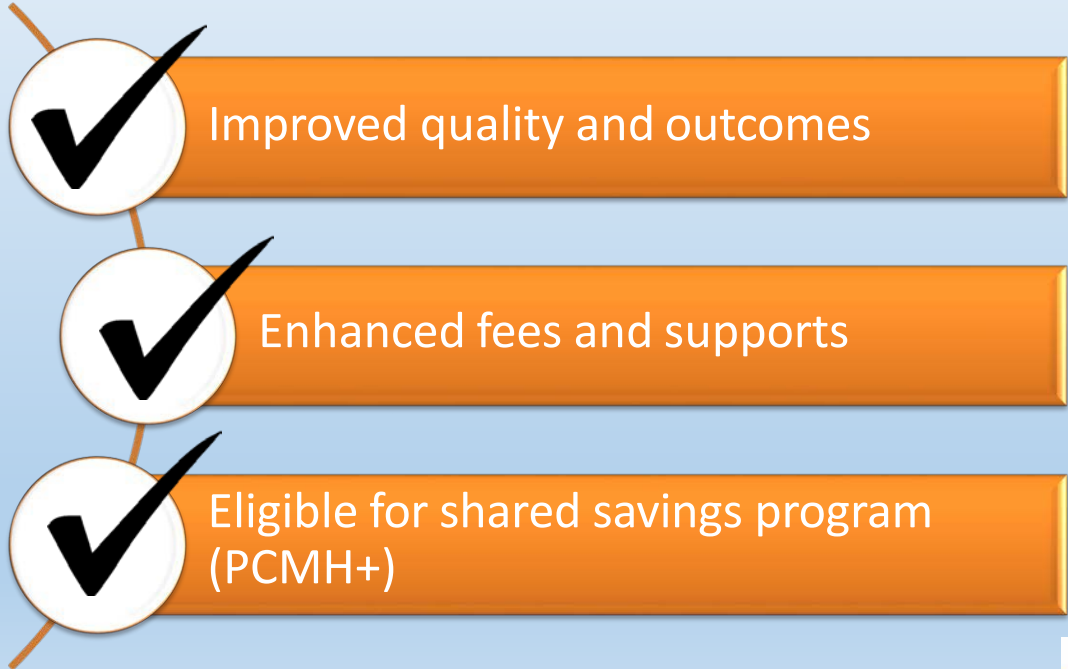 Improved quality and outcomes
Enhanced fees and supports
Eligible for shared savings program
(PCMH+)